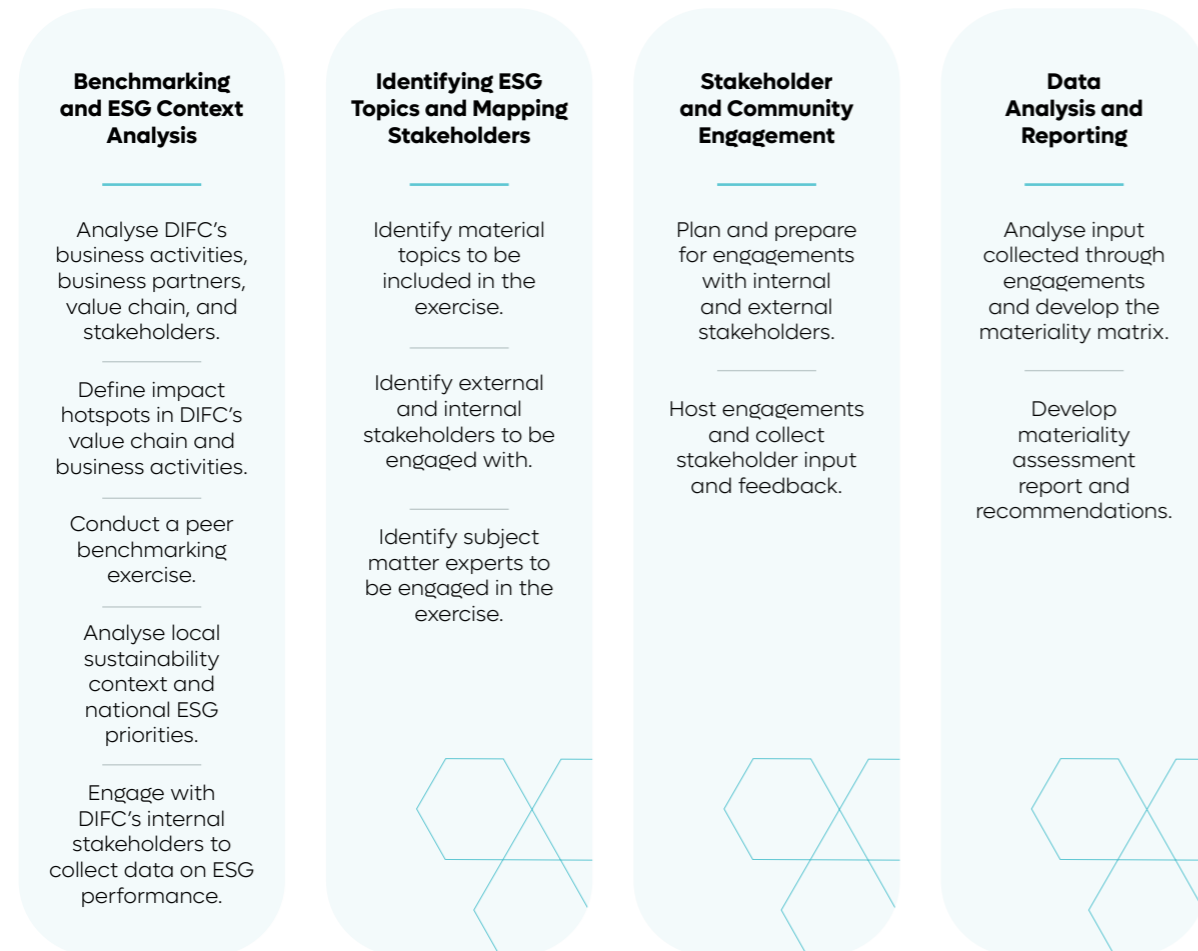 Benchmarking
and ESG Context
Analysis
Analyse DIFC’s
business activities,
business partners,
value chain, and
stakeholders.
Define impact
hotspots in DIFC’s
value chain and
business activities.
Conduct a peer
benchmarking
exercise.
Analyse local
sustainability
context and
national ESG
priorities.
Engage with
DIFC’s internal
stakeholders to
collect data on ESG
performance.
Identifying ESG
Topics and Mapping
Stakeholders
Identify material
topics to be
included in the
exercise.
Identify external
and internal
stakeholders to be
engaged with.
Identify subject
matter experts to
be engaged in the
exercise.
Stakeholder
and Community
Engagement
Plan and prepare
for engagements
with internal
and external
stakeholders.
Host engagements
and collect
stakeholder input
and feedback.
Data
Analysis and
Reporting
Analyse input
collected through
engagements
and develop the
materiality matrix.
Develop
materiality
assessment
report and
recommendations.